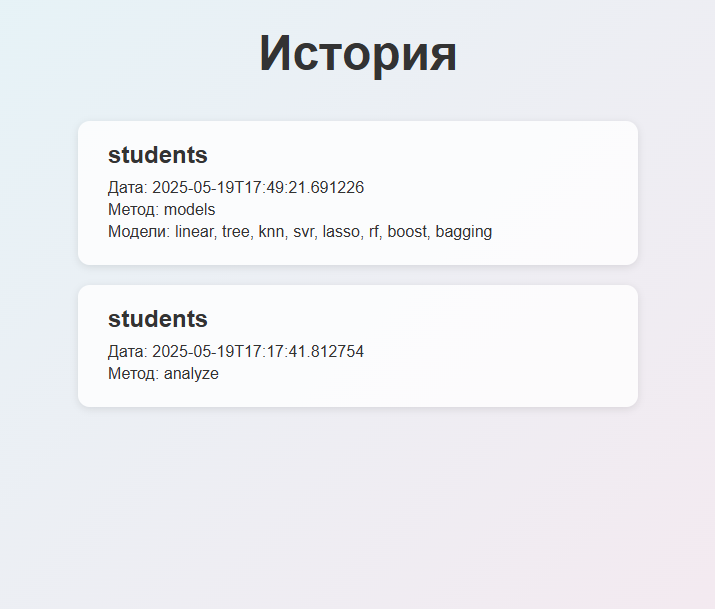 История
students
Дата: 2025-05-19T17:49:21.691226
Метод: models
Модели: linear, tree, knn, svr, lasso, rf, boost, bagging
students
Дата: 2025-05-19T17:17:41.812754
Метод: analyze